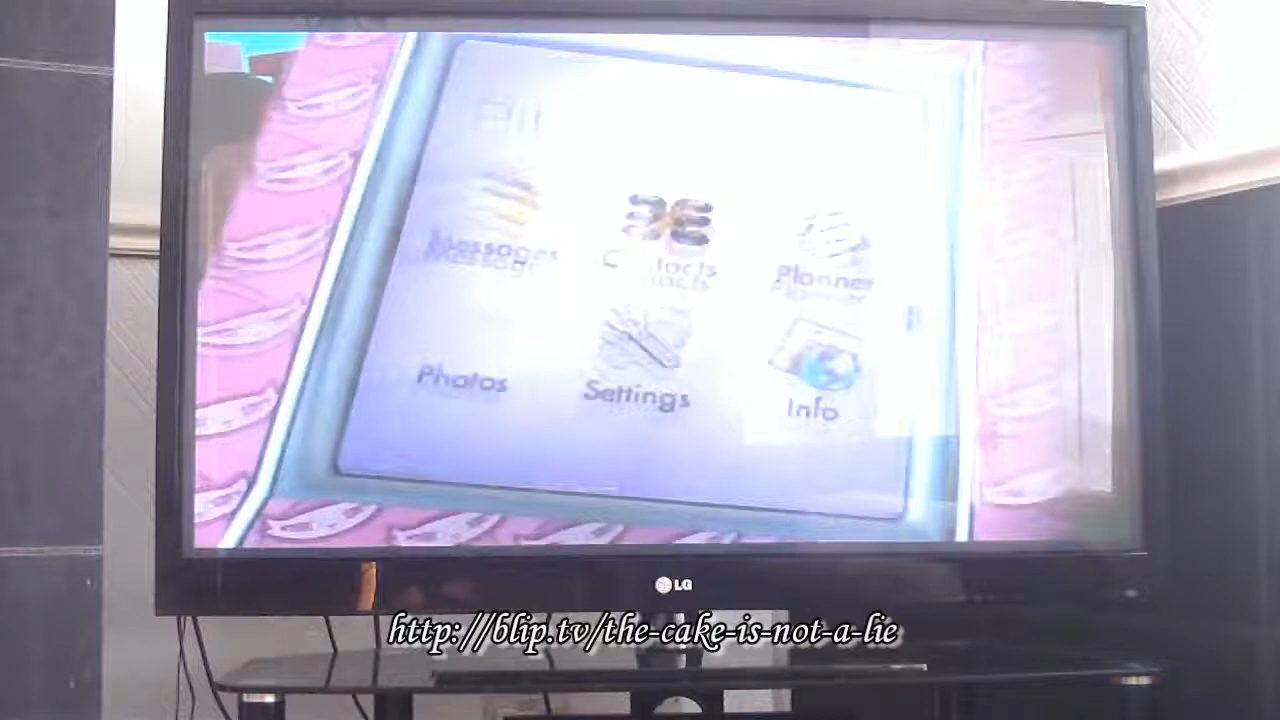 Messages
Contacts
Planner
Photos
Settings
Info
LG
http://blip.tv/the-cake-is-not-a-lie